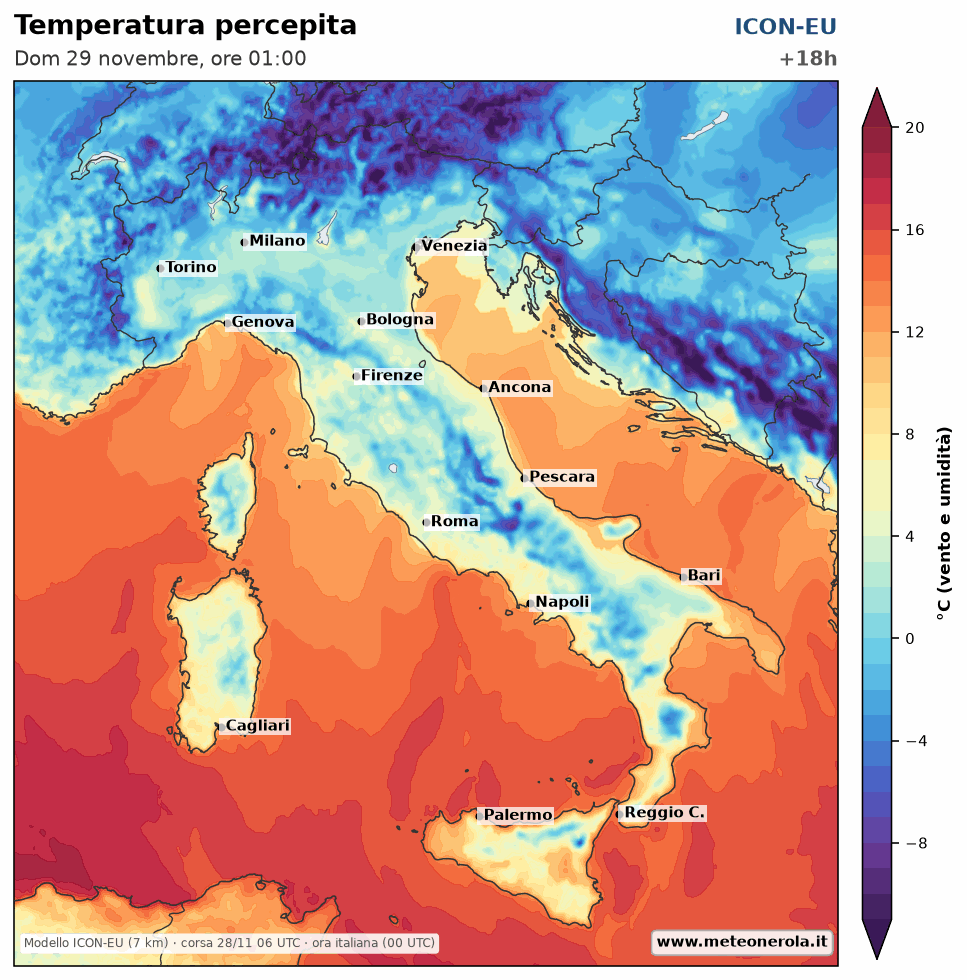 Temperatura percepita
ICON-EU
Dom 29 novembre, ore 01:00
+18h
20
Milano
Venezia
16
Torino
Genova
Bologna
12
Firenze
Ancona
8
Pescara
Roma
4
Bari
Napoli
0
Cagliari
−4
Palermo
Reggio C.
−8
°C (vento e umidità)
Modello ICON-EU (7 km) · corsa 28/11 06 UTC · ora italiana (00 UTC)
www.meteonerola.it